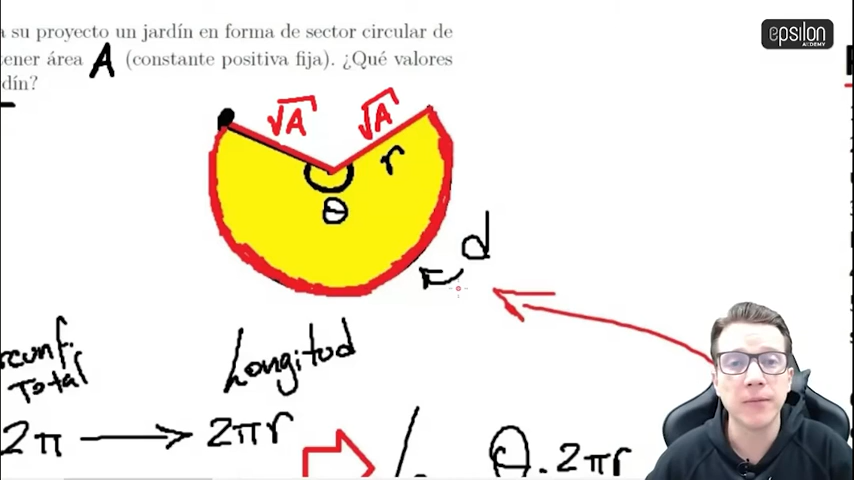 a su proyecto un jardín en forma de sector circular de
tener área A (constante positiva fija). ¿Qué valores
dín?
epsilon
ACADEMY
√A √A
r
θ
d
Longitud
Total
2π → 2πr
θ.2πr